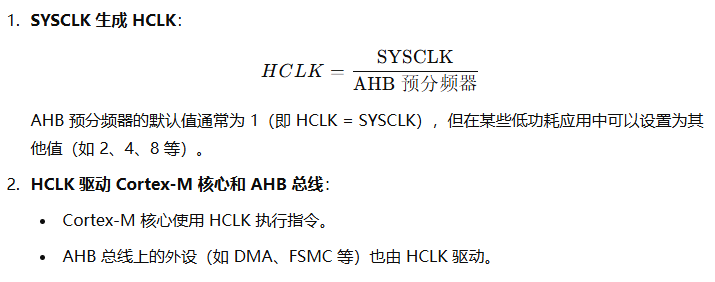 1. SYSCLK 生成 HCLK：
HCLK = SYSCLK / AHB 预分频器
AHB 预分频器的默认值通常为 1（即 HCLK = SYSCLK），但在某些低功耗应用中可以设置为其
他值（如 2、4、8 等）。
2. HCLK 驱动 Cortex-M 核心和 AHB 总线：
• Cortex-M 核心使用 HCLK 执行指令。
• AHB 总线上的外设（如 DMA、FSMC 等）也由 HCLK 驱动。